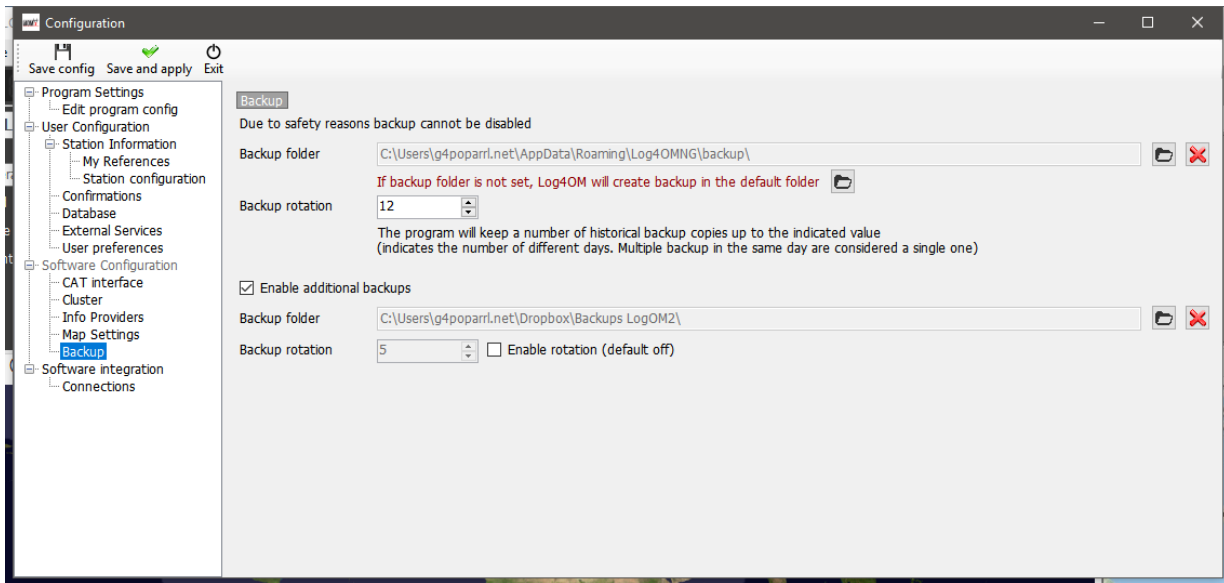 Configuration
Save config Save and apply Exit
Program Settings
Edit program config
User Configuration
Station Information
My References
Station configuration
Confirmations
Database
External Services
User preferences
Software Configuration
CAT interface
Cluster
Info Providers
Map Settings
Backup
Software integration
Connections
Backup
Due to safety reasons backup cannot be disabled
Backup folder C:\Users\g4poparrl.net\AppData\Roaming\Log4OMNG\backup\
If backup folder is not set, Log4OM will create backup in the default folder
Backup rotation 12
The program will keep a number of historical backup copies up to the indicated value
(indicates the number of different days. Multiple backup in the same day are considered a single one)
Enable additional backups
Backup folder C:\Users\g4poparrl.net\Dropbox\Backups LogOM2\
Backup rotation 5 Enable rotation (default off)